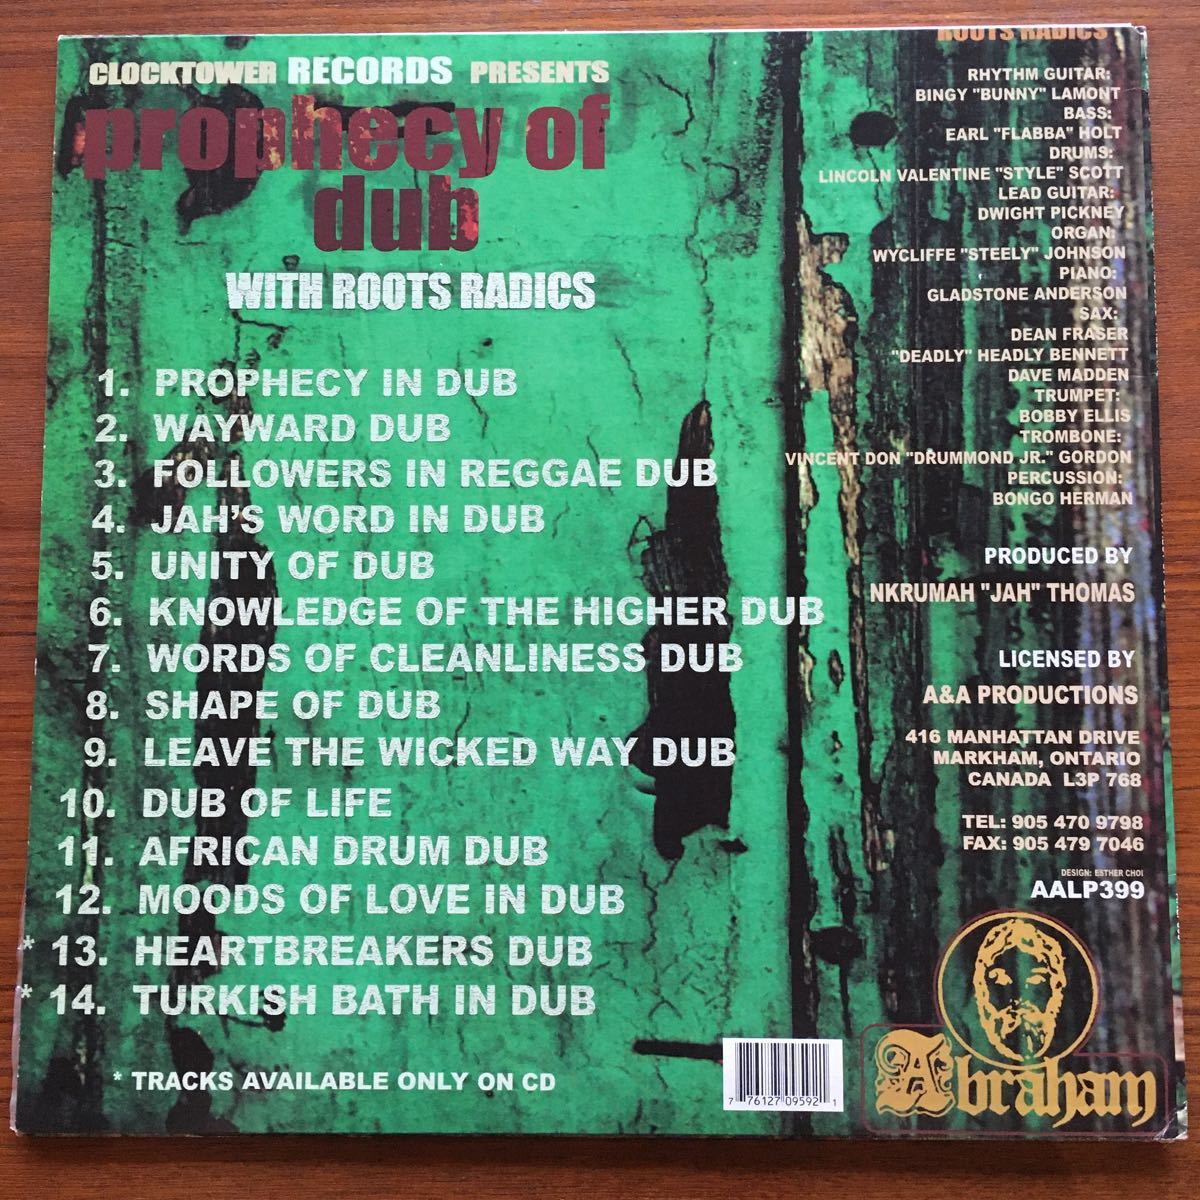 CLOCKTOWER RECORDS PRESENTS
prophecy of
dub
WITH ROOTS RADICS
1. PROPHECY IN DUB
2. WAYWARD DUB
3. FOLLOWERS IN REGGAE DUB
4. JAH'S WORD IN DUB
5. UNITY OF DUB
6. KNOWLEDGE OF THE HIGHER DUB
7. WORDS OF CLEANLINESS DUB
8. SHAPE OF DUB
9. LEAVE THE WICKED WAY DUB
10. DUB OF LIFE
11. AFRICAN DRUM DUB
12. MOODS OF LOVE IN DUB
* 13. HEARTBREAKERS DUB
* 14. TURKISH BATH IN DUB
* TRACKS AVAILABLE ONLY ON CD
ROOTS RADICS
RHYTHM GUITAR:
BINGY "BUNNY" LAMONT
BASS:
EARL "FLABBA" HOLT
DRUMS:
LINCOLN VALENTINE "STYLE" SCOTT
LEAD GUITAR:
DWIGHT PICKNEY
ORGAN:
WYCLIFFE "STEELY" JOHNSON
PIANO:
GLADSTONE ANDERSON
SAX:
DEAN FRASER
"DEADLY" HEADLY BENNETT
DAVE MADDEN
TRUMPET:
BOBBY ELLIS
TROMBONE:
VINCENT DON "DRUMMOND JR." GORDON
PERCUSSION:
BONGO HERMAN
PRODUCED BY
NKRUMAH "JAH" THOMAS
LICENSED BY
A&A PRODUCTIONS
416 MANHATTAN DRIVE
MARKHAM, ONTARIO
CANADA L3P 768
TEL: 905 470 9798
FAX: 905 479 7046
DESIGN: ESTHER CHOI
AALP399
Abraham
7 76127 09592 1